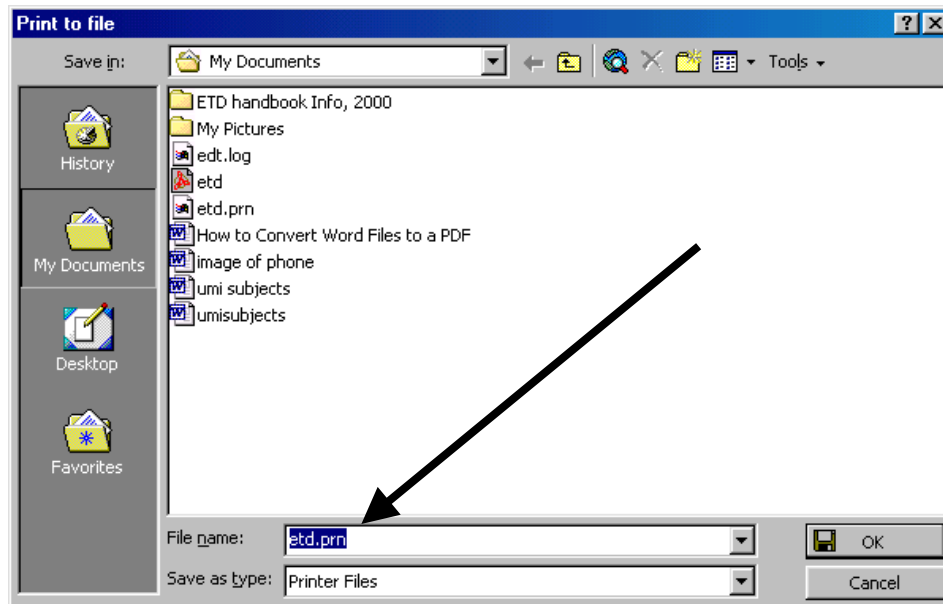 Print to file
Save in: My Documents Tools
ETD handbook Info, 2000
My Pictures
edt.log
etd
etd.prn
How to Convert Word Files to a PDF
image of phone
umi subjects
umisubjects
History
My Documents
Desktop
Favorites
File name: etd.prn OK
Save as type: Printer Files Cancel